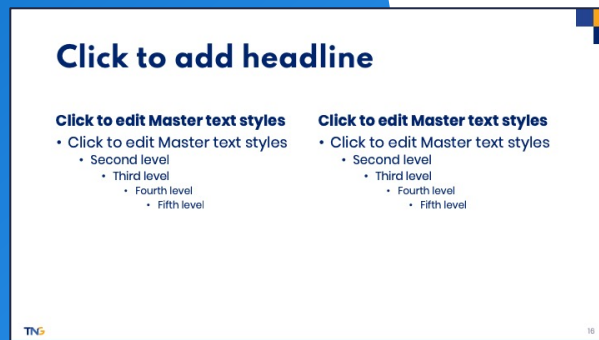 Click to add headline
Click to edit Master text styles
• Click to edit Master text styles
• Second level
• Third level
• Fourth level
• Fifth level
Click to edit Master text styles
• Click to edit Master text styles
• Second level
• Third level
• Fourth level
• Fifth level
TNG
16